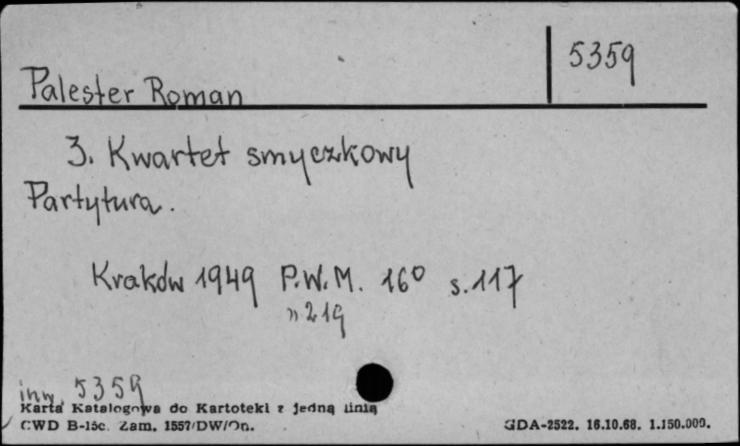 5359
Palester Roman
3. Kwartet smyczkowy
Partytura.
Kraków 1949 P.W.M. 16° s.117
"219
inw. 5359
Karta Katalogowa do Kartoteki z jedną linią
CWD B-15c. Zam. 1557/DW/On.
GDA-2522. 16.10.68. 1.150.000.